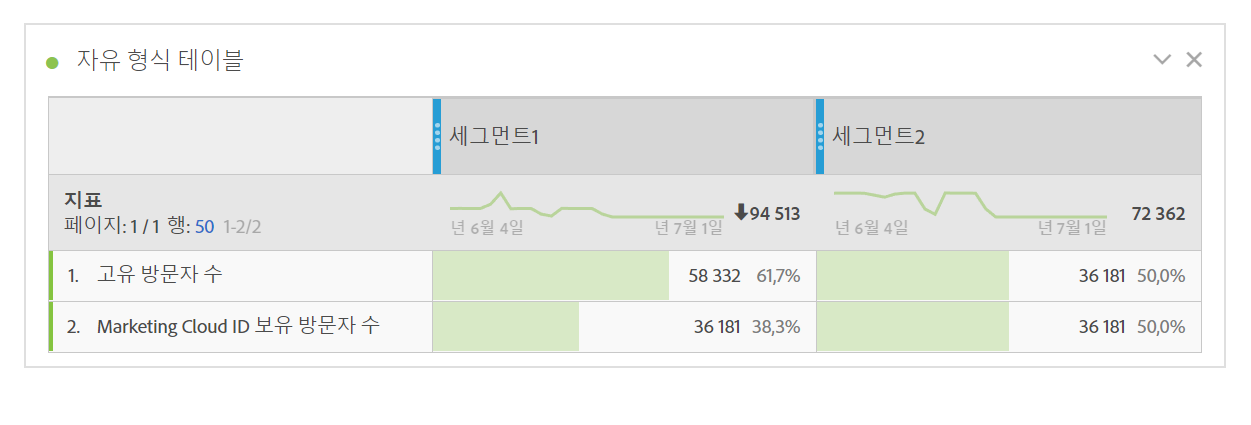 자유 형식 테이블
세그먼트1
세그먼트2
지표
페이지: 1 / 1 행: 50 1-2/2
년 6월 4일
년 7월 1일
94 513
년 6월 4일
년 7월 1일
72 362
1. 고유 방문자 수 58 332 61,7% 36 181 50,0%
2. Marketing Cloud ID 보유 방문자 수 36 181 38,3% 36 181 50,0%